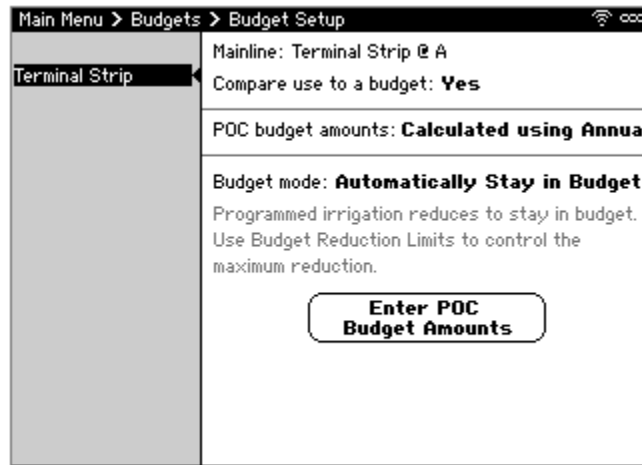 Main Menu > Budgets > Budget Setup
Terminal Strip
Mainline: Terminal Strip @ A
Compare use to a budget: Yes
POC budget amounts: Calculated using Annua
Budget mode: Automatically Stay in Budget
Programmed irrigation reduces to stay in budget.
Use Budget Reduction Limits to control the
maximum reduction.
Enter POC
Budget Amounts